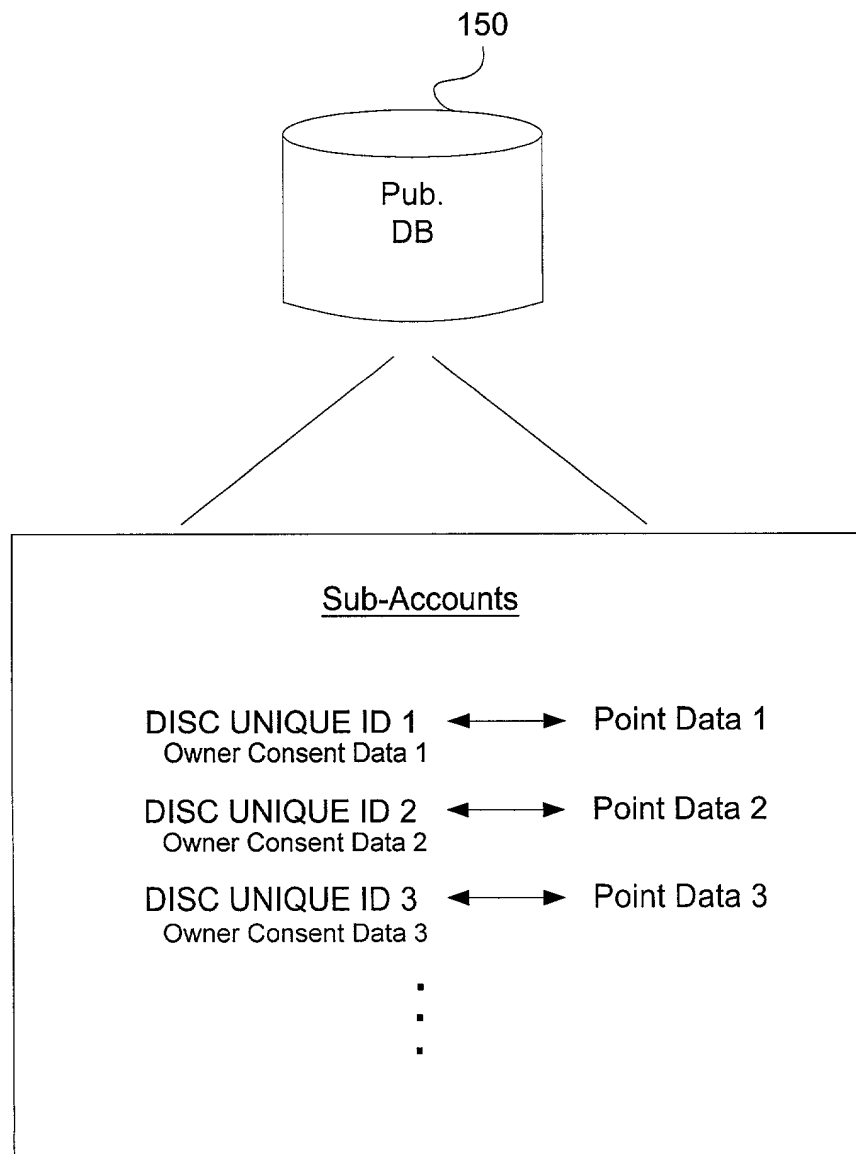 150
Pub.
DB
Sub-Accounts
DISC UNIQUE ID 1 Point Data 1
Owner Consent Data 1
DISC UNIQUE ID 2 Point Data 2
Owner Consent Data 2
DISC UNIQUE ID 3 Point Data 3
Owner Consent Data 3